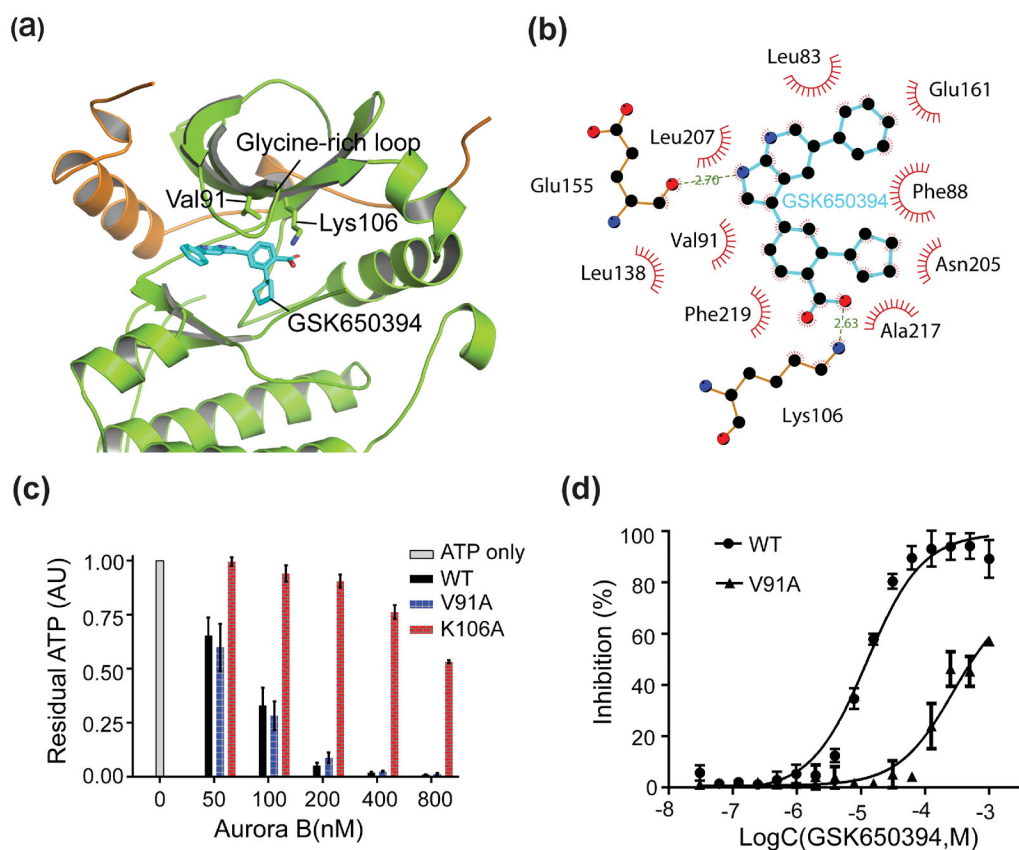 (a)
Glycine-rich loop
Val91
Lys106
GSK650394
(b)
Leu83
Glu161
Leu207
2.70
Glu155
GSK650394
Phe88
Val91
Leu138
Asn205
Phe219
2.63
Ala217
Lys106
(c)
Residual ATP (AU)
1.00
0.75
0.50
0.25
0.00
ATP only
WT
V91A
K106A
0 50 100 200 400 800
Aurora B(nM)
(d)
Inhibition (%)
100
80
60
40
20
0
WT
V91A
-8 -7 -6 -5 -4 -3 -2
LogC(GSK650394,M)